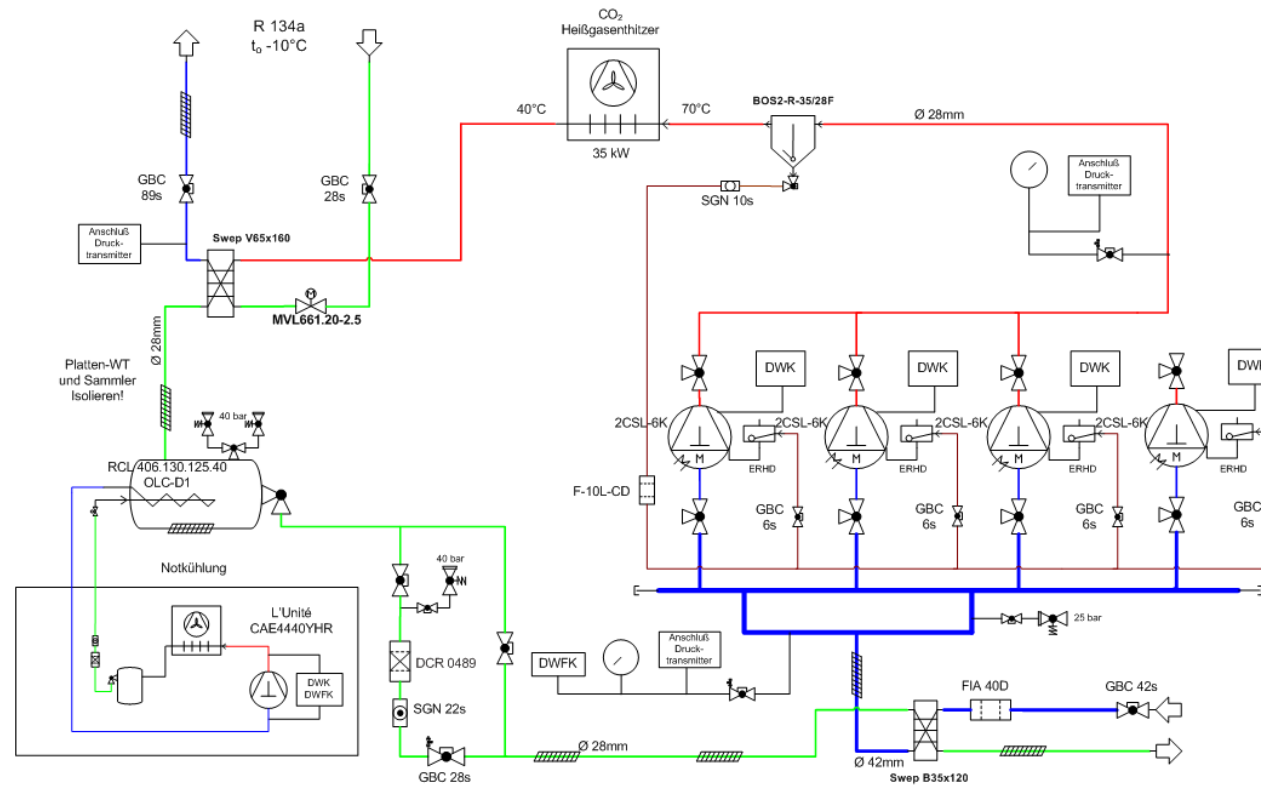 R 134a
t₀ -10°C
CO₂
Heißgasenthitzer
40°C
70°C
35 kW
BOS2-R-35/28F
Ø 28mm
SGN 10s
Anschluß
Druck-
transmitter
GBC
89s
GBC
28s
Anschluß
Druck-
transmitter
Swep V65x160
MVL661.20-2.5
Ø 28mm
Platten-WT
und Sammler
Isolieren!
40 bar
RCL 406.130.125.40
OLC-D1
DWK
DWK
DWK
DW
2CSL-6K
2CSL-6K
2CSL-6K
2CSL-6K
M
M
M
M
M
ERHD
ERHD
ERHD
ERHD
F-10L-CD
GBC
6s
GBC
6s
GBC
6s
GBC
6s
Notkühlung
L'Unité
CAE4440YHR
DWK
DWFK
40 bar
DCR 0489
SGN 22s
GBC 28s
Ø 28mm
DWFK
Anschluß
Druck-
transmitter
25 bar
FIA 40D
GBC 42s
Ø 42mm
Swep B35x120